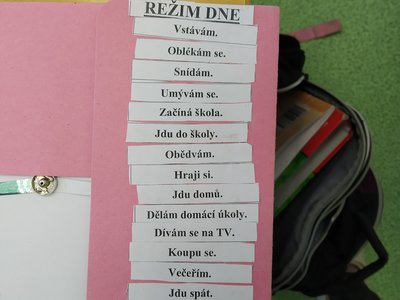 REŽIM DNE
Vstávám.
Oblékám se.
Snídám.
Umývám se.
Začíná škola.
Jdu do školy.
Obědvám.
Hraji si.
Jdu domů.
Dělám domácí úkoly.
Dívám se na TV.
Koupu se.
Večeřím.
Jdu spát.